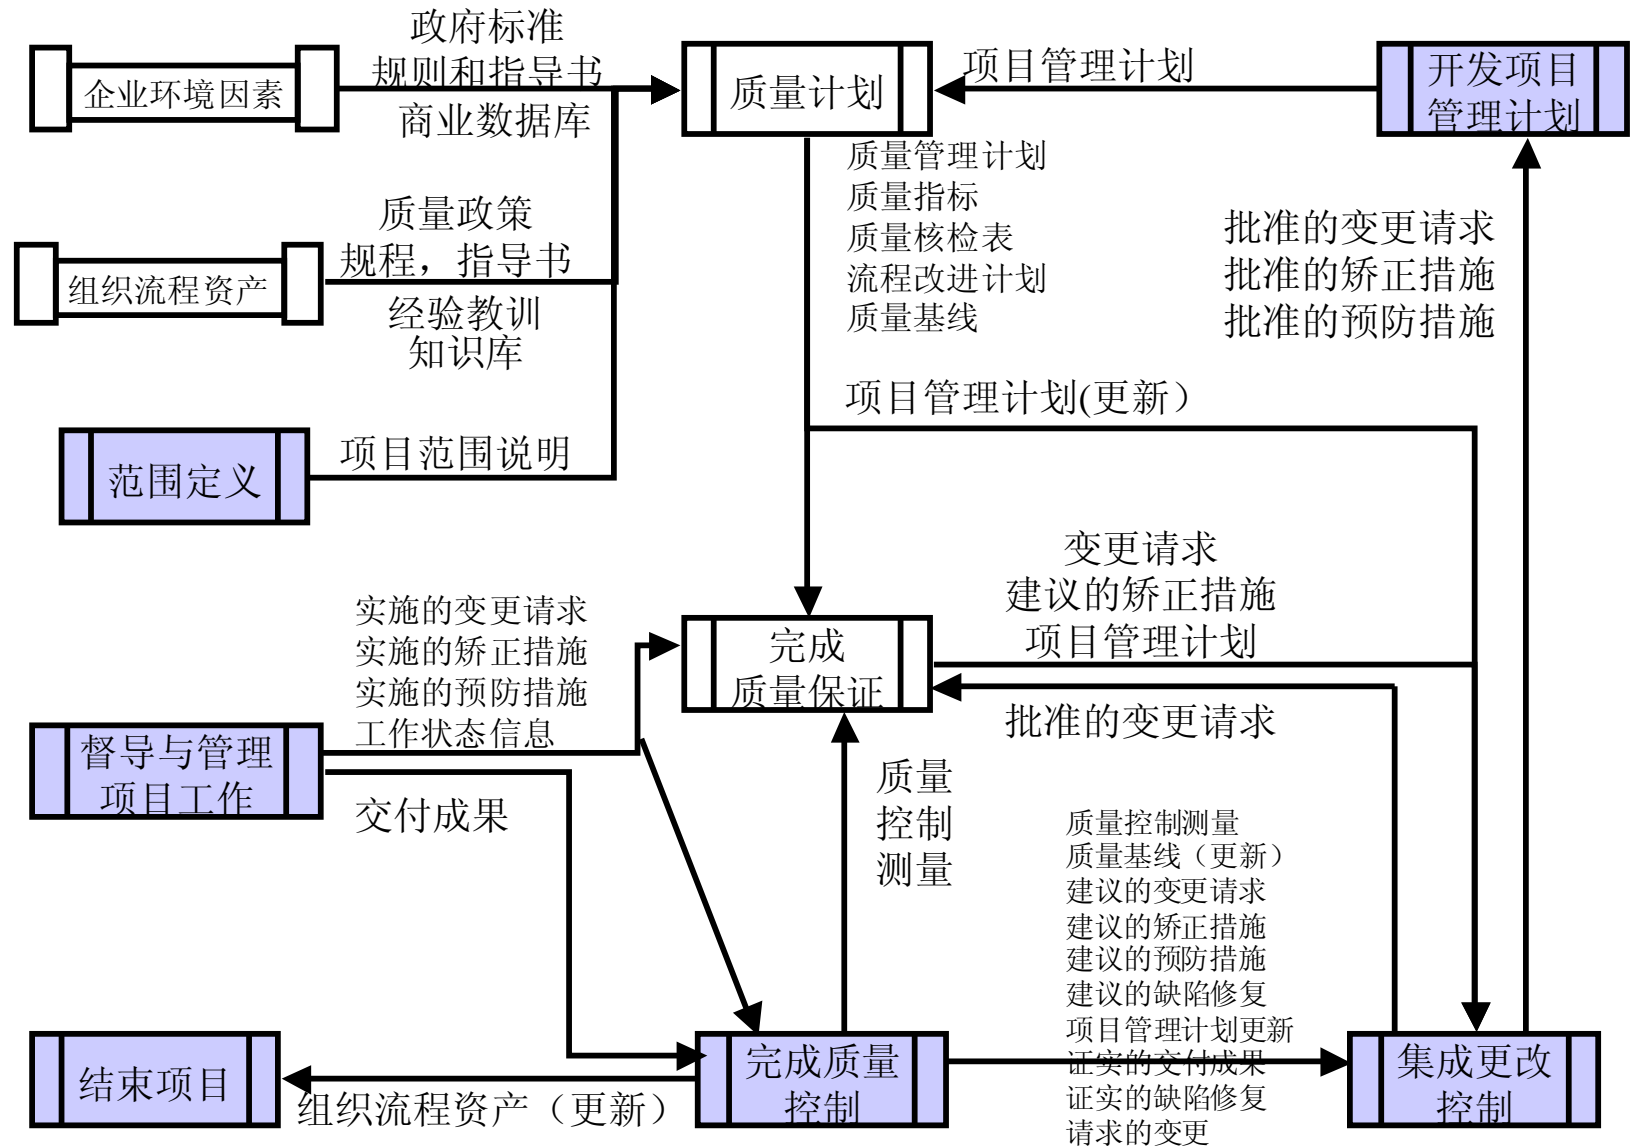 政府标准
规则和指导书
商业数据库
企业环境因素
质量计划
项目管理计划
开发项目
管理计划
质量政策
规程，指导书
经验教训
知识库
组织流程资产
质量管理计划
质量指标
质量核检表
流程改进计划
质量基线
批准的变更请求
批准的矫正措施
批准的预防措施
项目管理计划(更新）
项目范围说明
范围定义
变更请求
建议的矫正措施
项目管理计划
实施的变更请求
实施的矫正措施
实施的预防措施
工作状态信息
完成
质量保证
批准的变更请求
督导与管理
项目工作
交付成果
质量
控制
测量
质量控制测量
质量基线（更新）
建议的变更请求
建议的矫正措施
建议的预防措施
建议的缺陷修复
项目管理计划更新
证实的交付成果
证实的缺陷修复
请求的变更
结束项目
组织流程资产（更新）
完成质量
控制
集成更改
控制